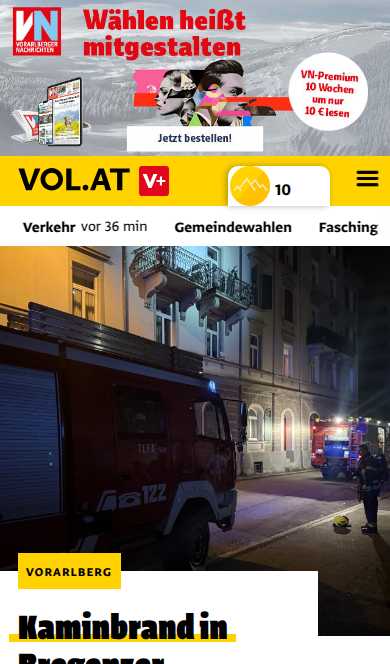 VN
VORARLBERGER
NACHRICHTEN
Wählen heißt
mitgestalten
VN-Premium
10 Wochen
um nur
10 € lesen
Jetzt bestellen!
VOL.AT V+
10
Verkehr vor 36 min Gemeindewahlen Fasching
122
VORARLBERG
Kaminbrand in
Bregenzer